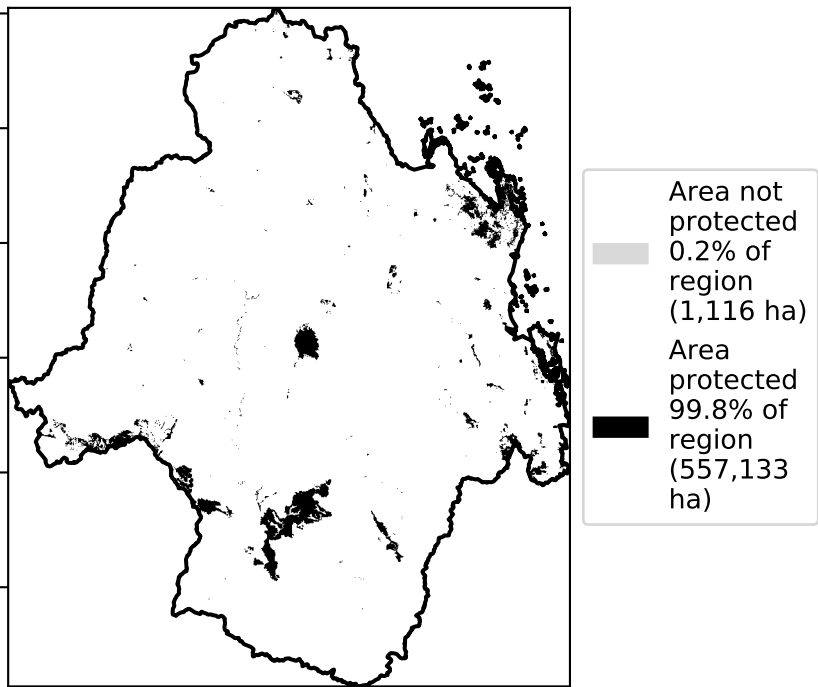 Area not
protected
0.2% of
region
(1,116 ha)
Area
protected
99.8% of
region
(557,133
ha)